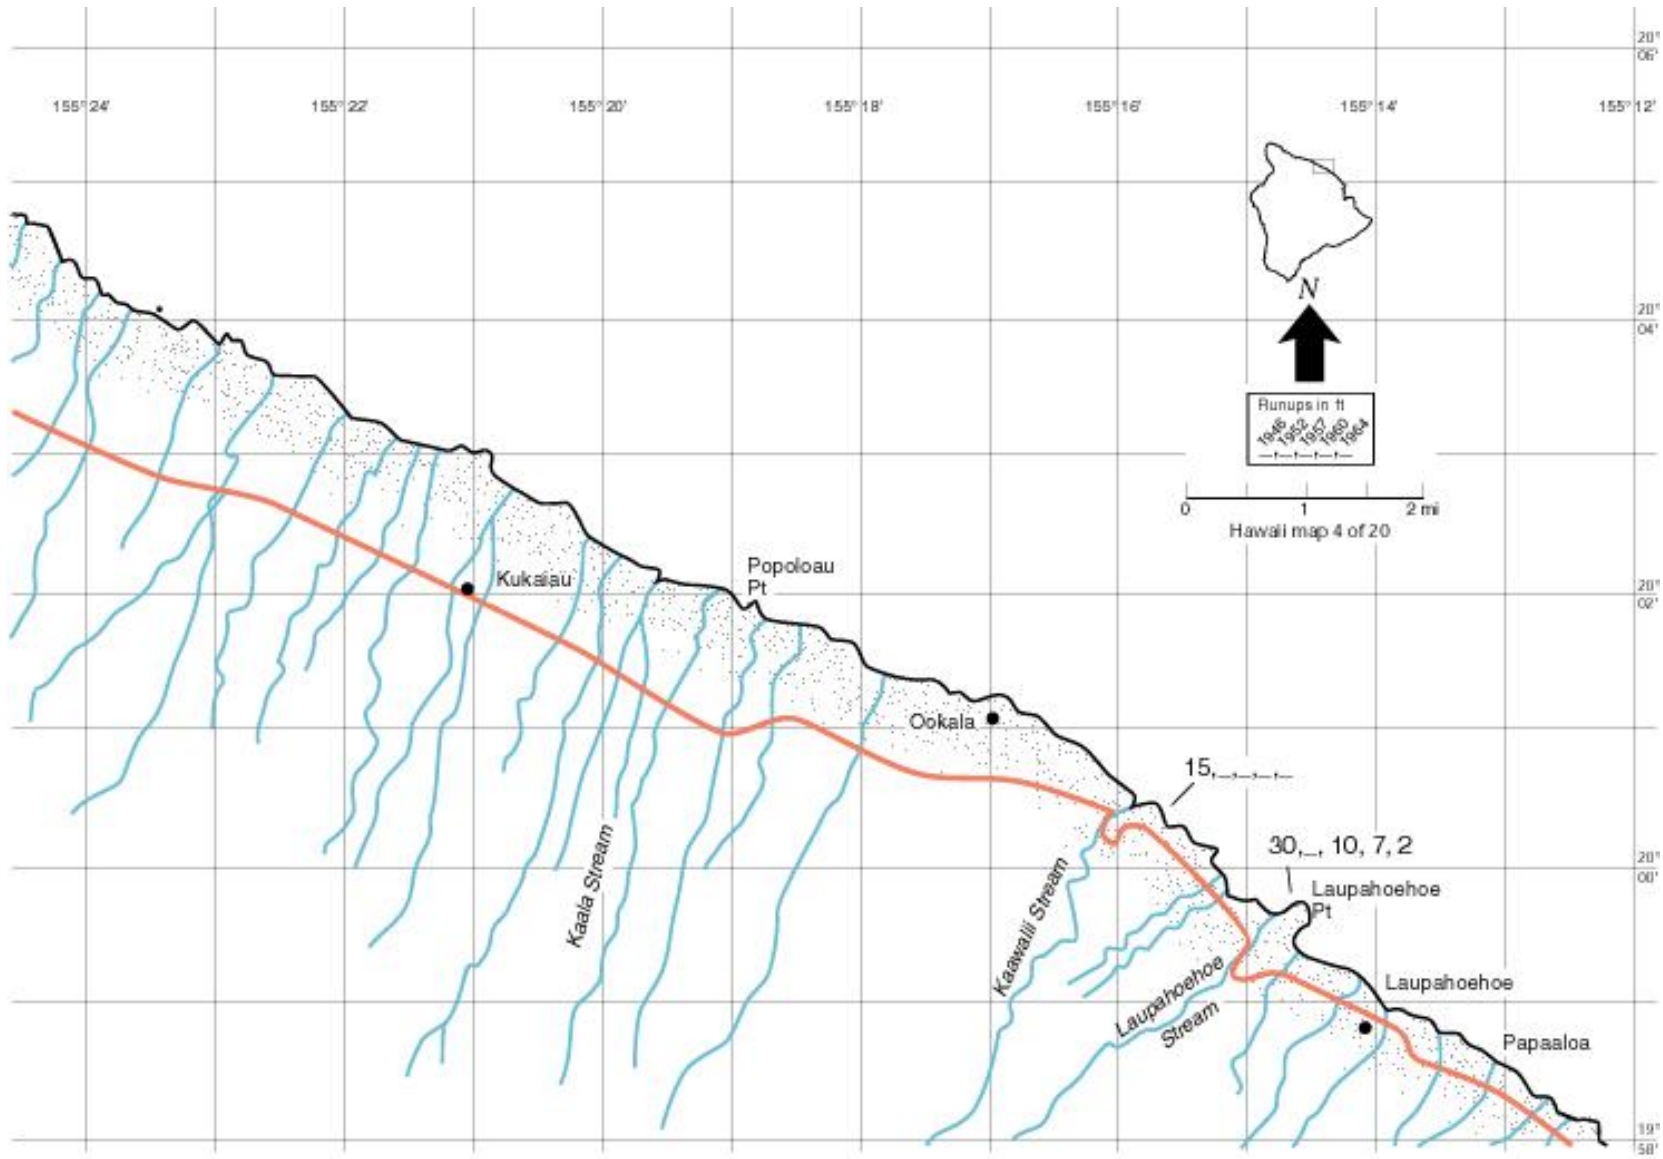 20°
06'
155° 24'
155° 22'
155° 20'
155° 18'
155° 16'
155° 14'
155° 12'
N
20°
04'
Runups in ft
1946
1952
1957
1960
1964
_,_,_,_,_
0 1 2 mi
Hawaii map 4 of 20
Popoloau
Pt
Kukaiau
20°
02'
Ookala
15,_,_,_,_
30,_, 10, 7, 2
20°
00'
Laupahoehoe
Pt
Kaala Stream
Kaawalii Stream
Laupahoehoe
Stream
Laupahoehoe
Papaaloa
19°
58'